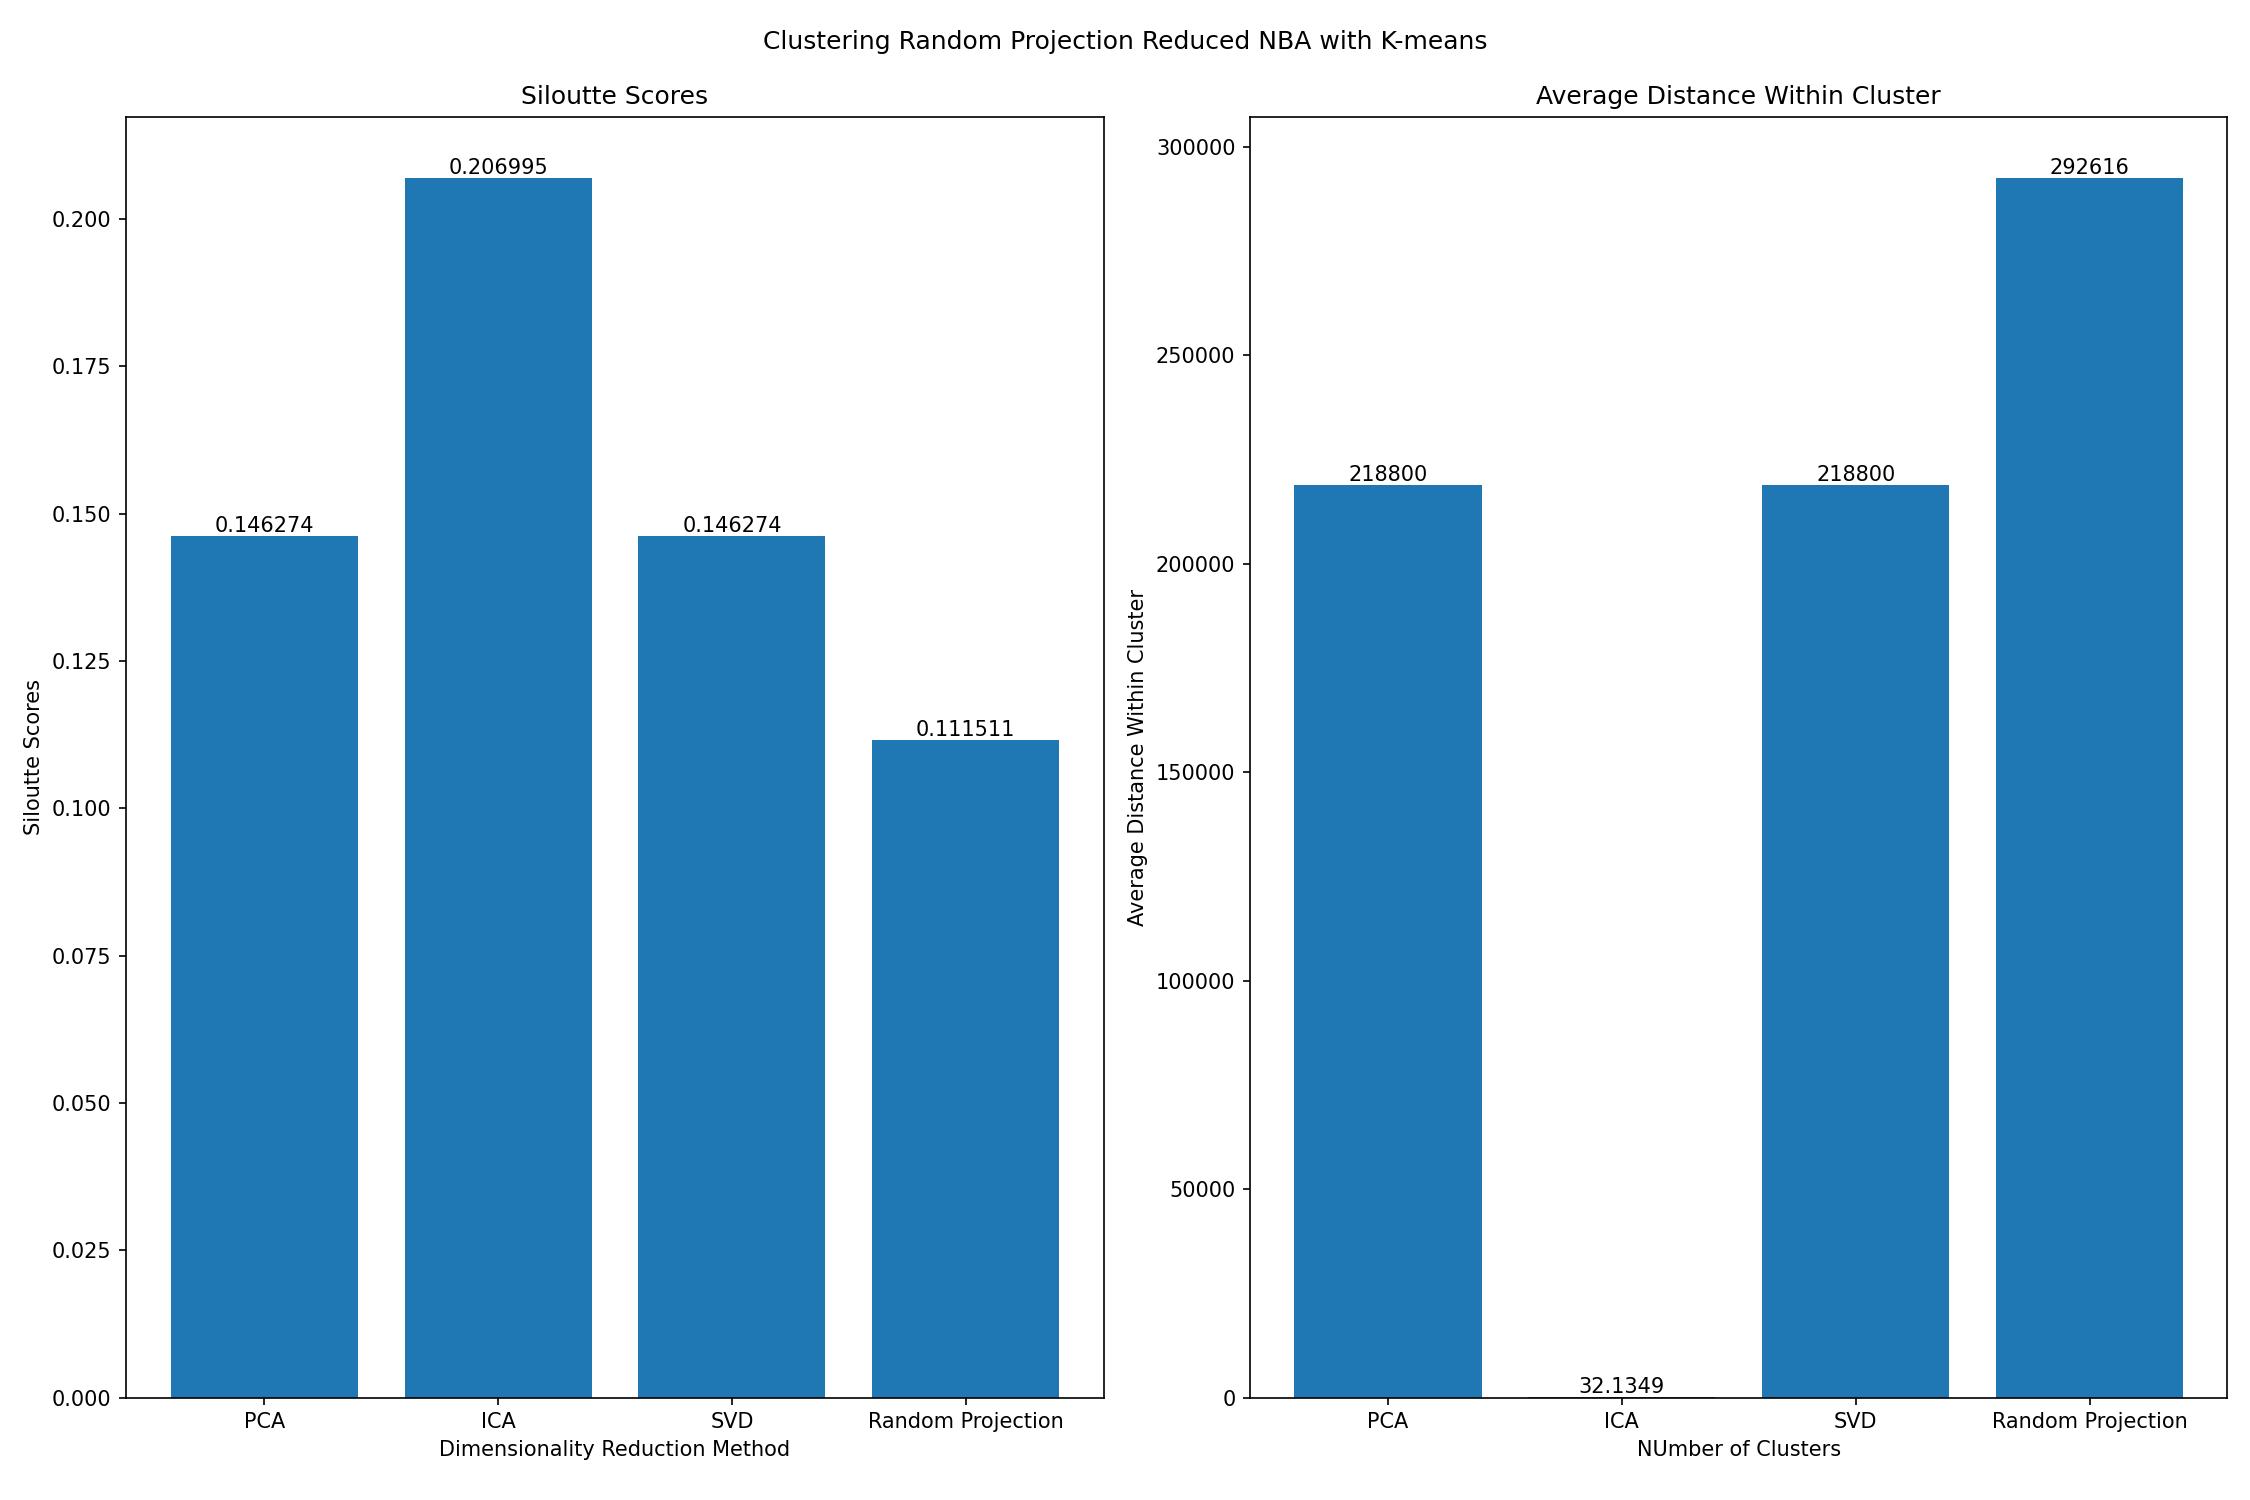 Clustering Random Projection Reduced NBA with K-means
Siloutte Scores
Siloutte Scores
0.200
0.175
0.150
0.125
0.100
0.075
0.050
0.025
0.000
0.146274
0.206995
0.146274
0.111511
PCA
ICA
SVD
Random Projection
Dimensionality Reduction Method
Average Distance Within Cluster
Average Distance Within Cluster
300000
250000
200000
150000
100000
50000
0
218800
32.1349
218800
292616
PCA
ICA
SVD
Random Projection
NUmber of Clusters